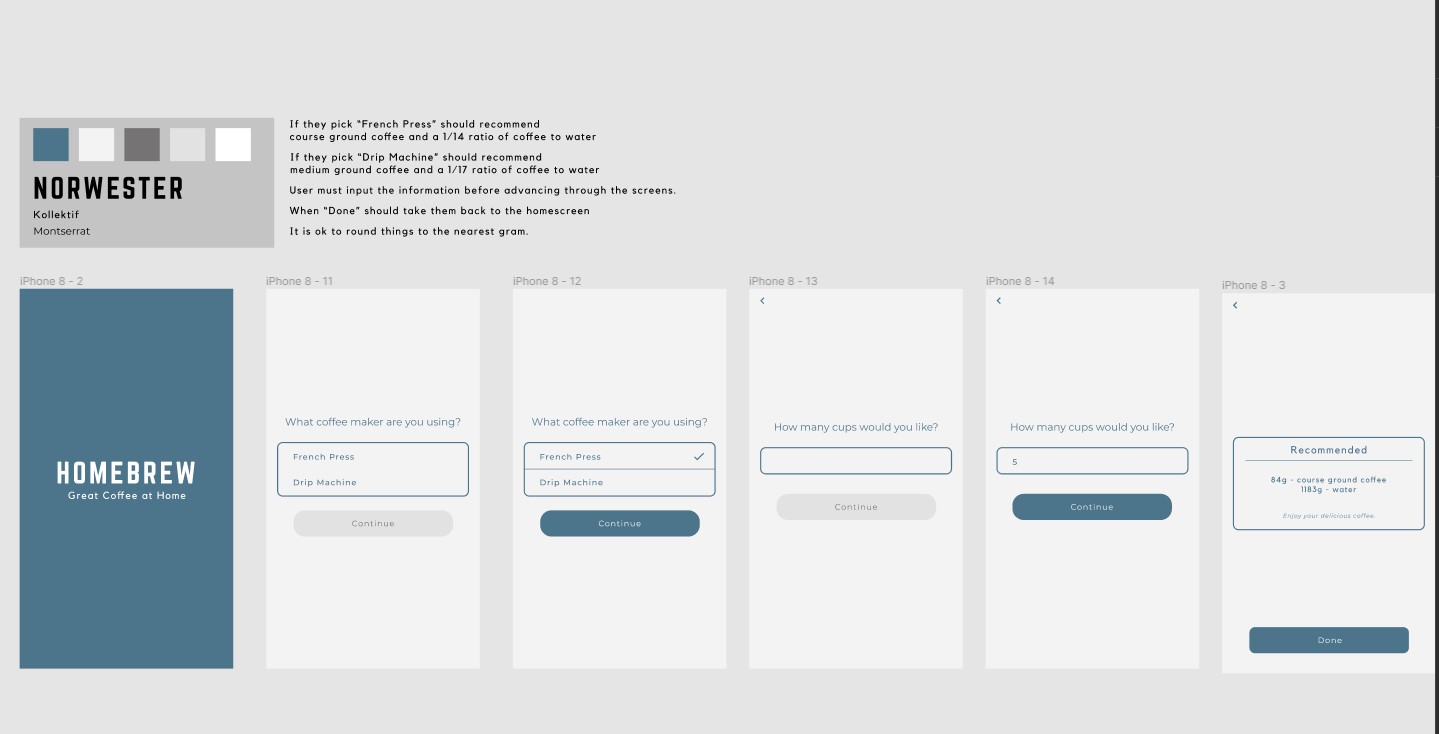 NORWESTER
Kollektif
Montserrat
If they pick “French Press” should recommend
course ground coffee and a 1/14 ratio of coffee to water
If they pick “Drip Machine” should recommend
medium ground coffee and a 1/17 ratio of coffee to water
User must input the information before advancing through the screens.
When “Done” should take them back to the homescreen
It is ok to round things to the nearest gram.
iPhone 8 - 2
HOMEBREW
Great Coffee at Home
iPhone 8 - 11
What coffee maker are you using?
French Press
Drip Machine
Continue
iPhone 8 - 12
What coffee maker are you using?
French Press
Drip Machine
Continue
iPhone 8 - 13
How many cups would you like?
Continue
iPhone 8 - 14
How many cups would you like?
5
Continue
iPhone 8 - 3
Recommended
84g - course ground coffee
1183g - water
Enjoy your delicious coffee.
Done